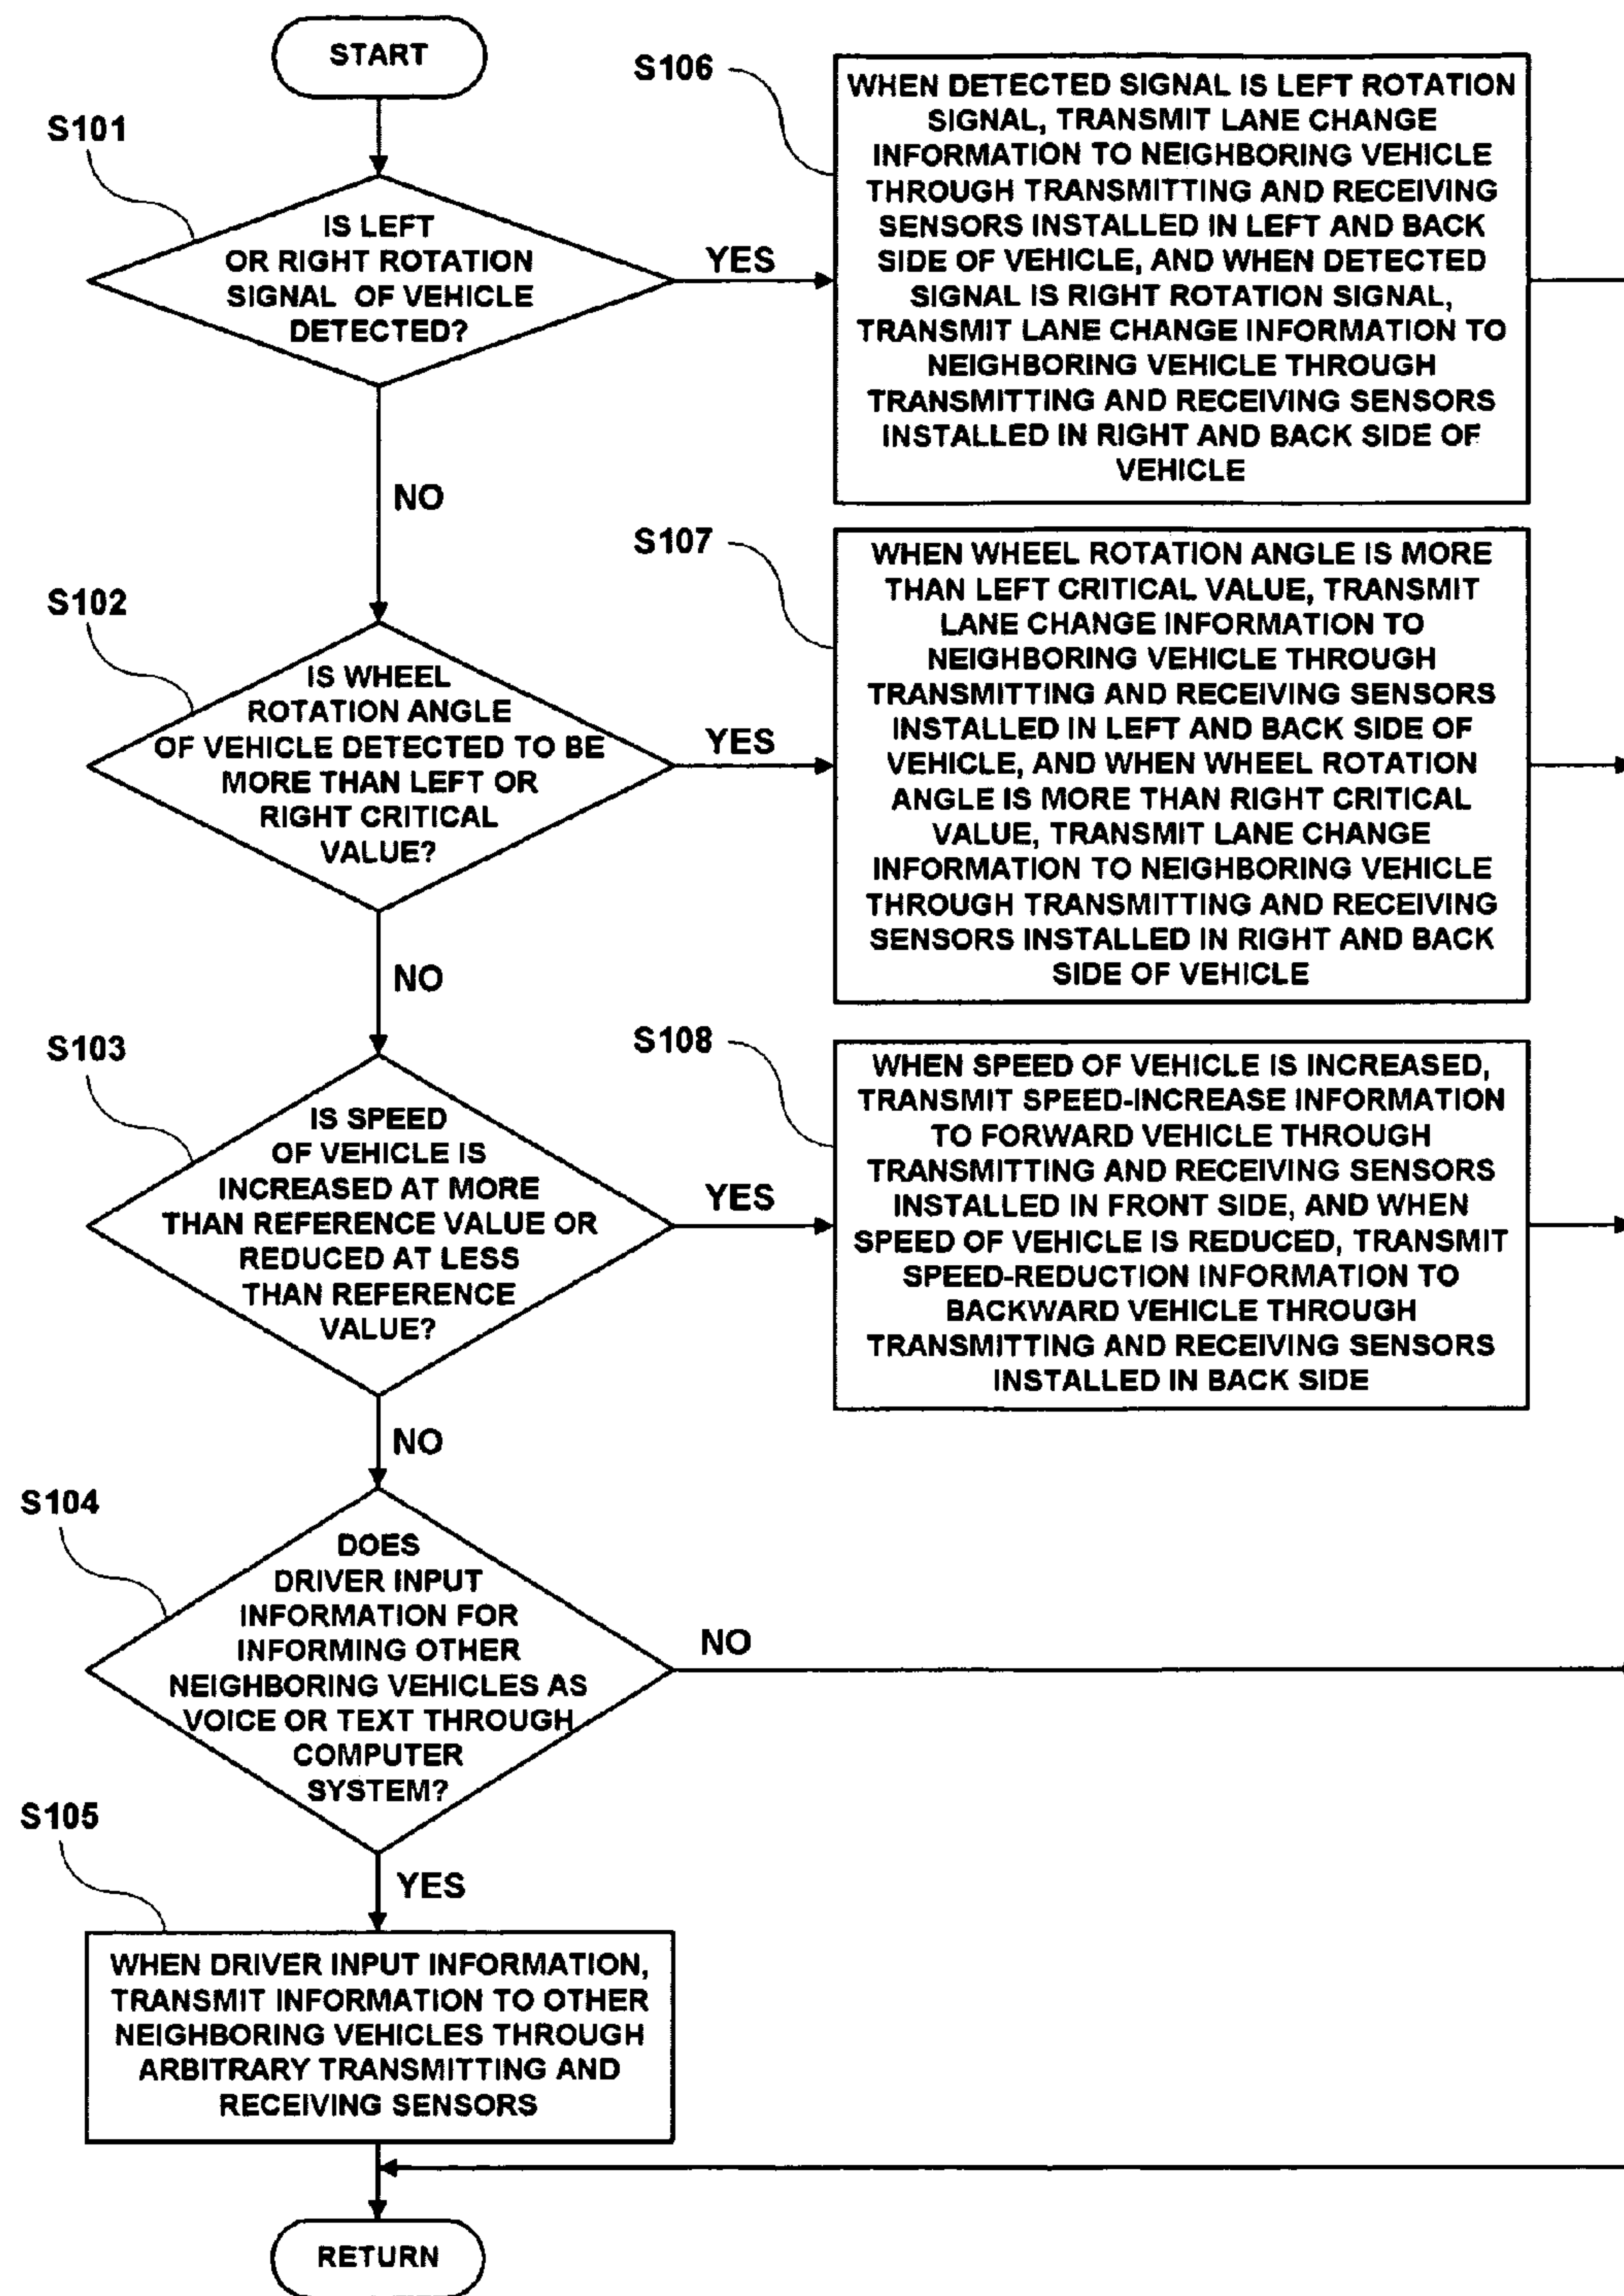 START
S101
IS LEFT
OR RIGHT ROTATION
SIGNAL OF VEHICLE
DETECTED?
YES
NO
S106
WHEN DETECTED SIGNAL IS LEFT ROTATION
SIGNAL, TRANSMIT LANE CHANGE
INFORMATION TO NEIGHBORING VEHICLE
THROUGH TRANSMITTING AND RECEIVING
SENSORS INSTALLED IN LEFT AND BACK
SIDE OF VEHICLE, AND WHEN DETECTED
SIGNAL IS RIGHT ROTATION SIGNAL,
TRANSMIT LANE CHANGE INFORMATION TO
NEIGHBORING VEHICLE THROUGH
TRANSMITTING AND RECEIVING SENSORS
INSTALLED IN RIGHT AND BACK SIDE OF
VEHICLE
S102
IS WHEEL
ROTATION ANGLE
OF VEHICLE DETECTED TO BE
MORE THAN LEFT OR
RIGHT CRITICAL
VALUE?
YES
NO
S107
WHEN WHEEL ROTATION ANGLE IS MORE
THAN LEFT CRITICAL VALUE, TRANSMIT
LANE CHANGE INFORMATION TO
NEIGHBORING VEHICLE THROUGH
TRANSMITTING AND RECEIVING SENSORS
INSTALLED IN LEFT AND BACK SIDE OF
VEHICLE, AND WHEN WHEEL ROTATION
ANGLE IS MORE THAN RIGHT CRITICAL
VALUE, TRANSMIT LANE CHANGE
INFORMATION TO NEIGHBORING VEHICLE
THROUGH TRANSMITTING AND RECEIVING
SENSORS INSTALLED IN RIGHT AND BACK
SIDE OF VEHICLE
S103
IS SPEED
OF VEHICLE IS
INCREASED AT MORE
THAN REFERENCE VALUE OR
REDUCED AT LESS
THAN REFERENCE
VALUE?
YES
NO
S108
WHEN SPEED OF VEHICLE IS INCREASED,
TRANSMIT SPEED-INCREASE INFORMATION
TO FORWARD VEHICLE THROUGH
TRANSMITTING AND RECEIVING SENSORS
INSTALLED IN FRONT SIDE, AND WHEN
SPEED OF VEHICLE IS REDUCED, TRANSMIT
SPEED-REDUCTION INFORMATION TO
BACKWARD VEHICLE THROUGH
TRANSMITTING AND RECEIVING SENSORS
INSTALLED IN BACK SIDE
S104
DOES
DRIVER INPUT
INFORMATION FOR
INFORMING OTHER
NEIGHBORING VEHICLES AS
VOICE OR TEXT THROUGH
COMPUTER
SYSTEM?
NO
YES
S105
WHEN DRIVER INPUT INFORMATION,
TRANSMIT INFORMATION TO OTHER
NEIGHBORING VEHICLES THROUGH
ARBITRARY TRANSMITTING AND
RECEIVING SENSORS
RETURN